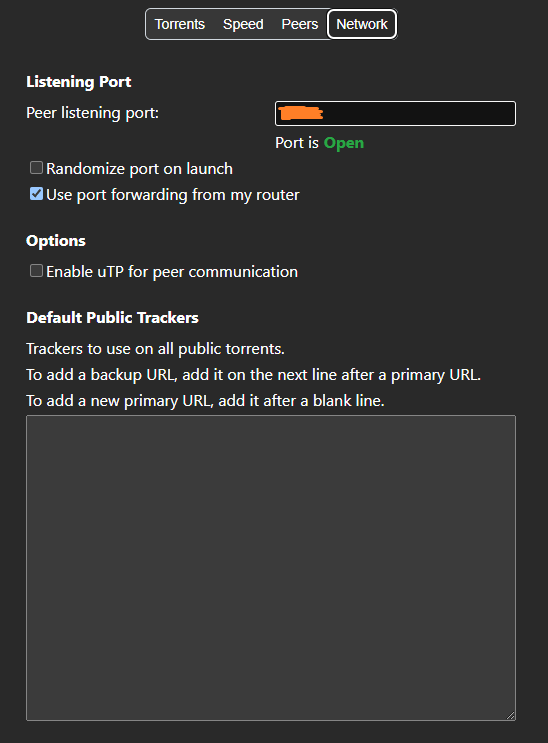 Torrents Speed Peers Network
Listening Port
Peer listening port:
Port is Open
Randomize port on launch
Use port forwarding from my router
Options
Enable uTP for peer communication
Default Public Trackers
Trackers to use on all public torrents.
To add a backup URL, add it on the next line after a primary URL.
To add a new primary URL, add it after a blank line.